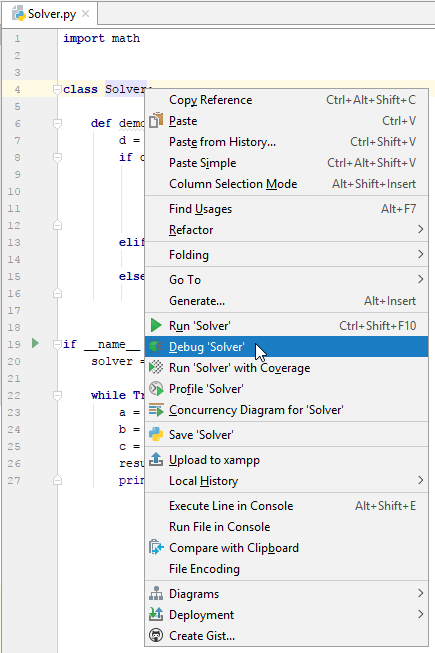 Solver.py
1 import math
2
3
4 class Solver:
5
6 def demo
7 d =
8 if d
9
10
11
12
13 elif
14
15 else
16
17
18
19 if __name__
20 solver =
21
22 while Tr
23 a =
24 b =
25 c =
26 resu
27 prin
Copy Reference Ctrl+Alt+Shift+C
Paste Ctrl+V
Paste from History... Ctrl+Shift+V
Paste Simple Ctrl+Alt+Shift+V
Column Selection Mode Alt+Shift+Insert
Find Usages Alt+F7
Refactor
Folding
Go To
Generate... Alt+Insert
Run 'Solver' Ctrl+Shift+F10
Debug 'Solver'
Run 'Solver' with Coverage
Profile 'Solver'
Concurrency Diagram for 'Solver'
Save 'Solver'
Upload to xampp
Local History
Execute Line in Console Alt+Shift+E
Run File in Console
Compare with Clipboard
File Encoding
Diagrams
Deployment
Create Gist...